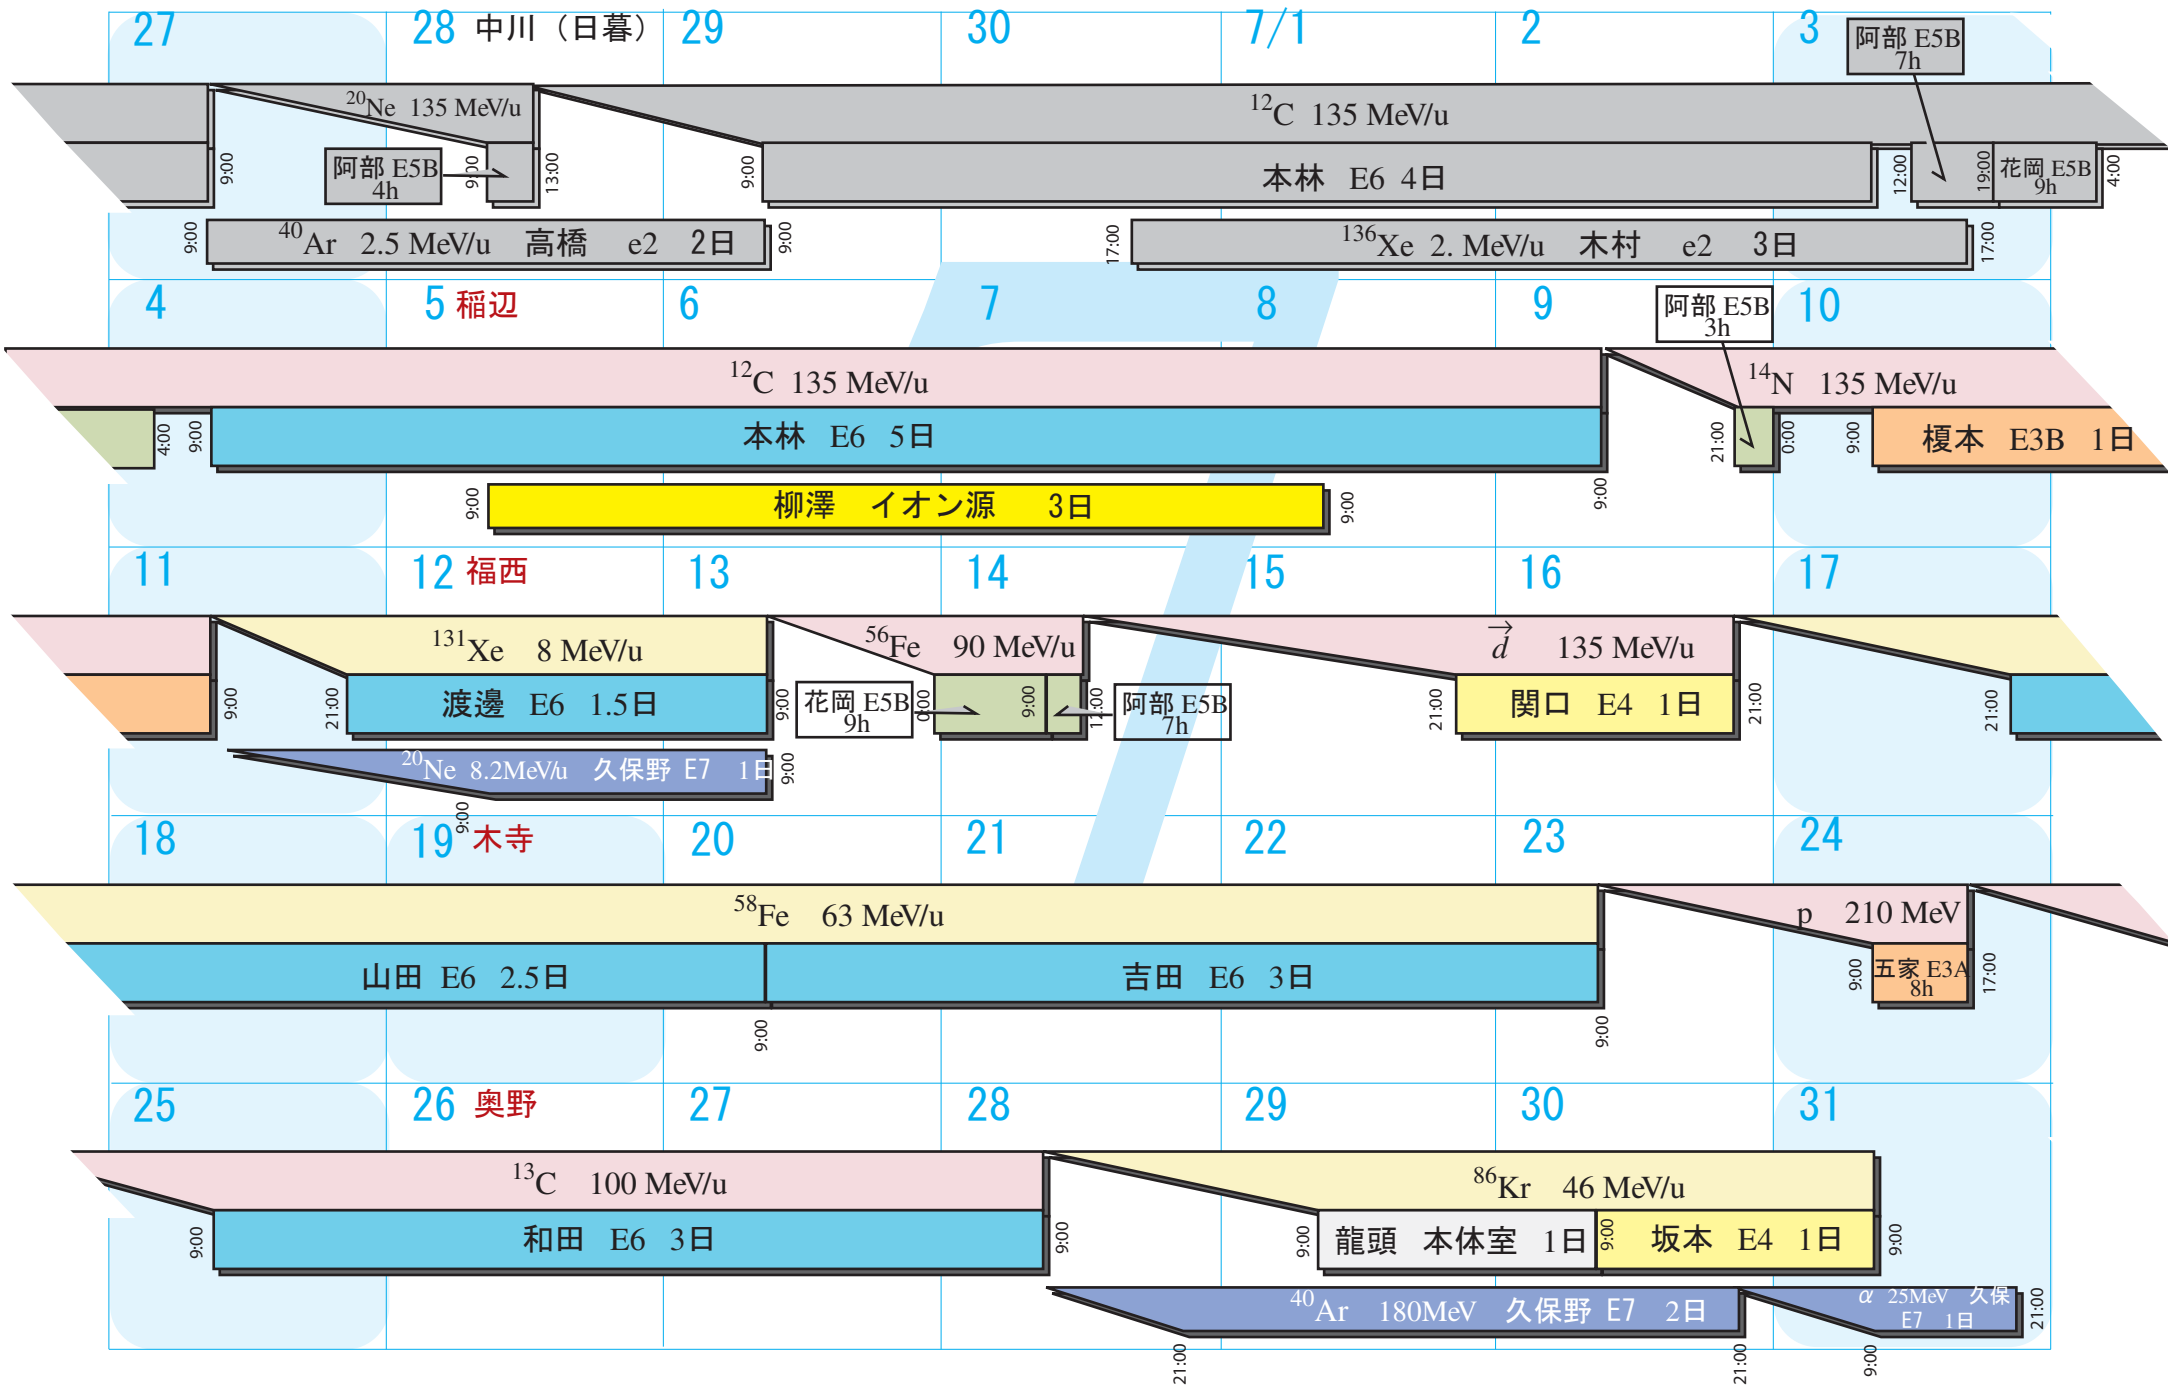 27
28 中川（日暮）
29
30
7/1
2
3
阿部 E5B
7h
20Ne 135 MeV/u
12C 135 MeV/u
9:00
阿部 E5B
4h
9:00
13:00
9:00
本林 E6 4日
12:00
19:00
花岡 E5B
9h
4:00
9:00
40Ar 2.5 MeV/u 高橋 e2 2日
9:00
17:00
136Xe 2. MeV/u 木村 e2 3日
17:00
4
5 稲辺
6
7
8
9
阿部 E5B
3h
10
12C 135 MeV/u
14N 135 MeV/u
4:00
9:00
本林 E6 5日
9:00
21:00
0:00
9:00
榎本 E3B 1日
9:00
柳澤 イオン源 3日
9:00
11
12 福西
13
14
15
16
17
131Xe 8 MeV/u
56Fe 90 MeV/u
→
d 135 MeV/u
9:00
21:00
渡邊 E6 1.5日
9:00
花岡 E5B
9h
0:00
9:00
12:00
阿部 E5B
7h
21:00
関口 E4 1日
21:00
21:00
20Ne 8.2MeV/u 久保野 E7 1日
9:00
9:00
18
19 木寺
20
21
22
23
24
58Fe 63 MeV/u
p 210 MeV
山田 E6 2.5日
9:00
吉田 E6 3日
9:00
9:00
五家 E3A
8h
17:00
25
26 奥野
27
28
29
30
31
13C 100 MeV/u
86Kr 46 MeV/u
9:00
和田 E6 3日
9:00
9:00
龍頭 本体室 1日
9:00
坂本 E4 1日
9:00
40Ar 180MeV 久保野 E7 2日
α 25MeV 久保
E7 1日
21:00
21:00
21:00
9:00